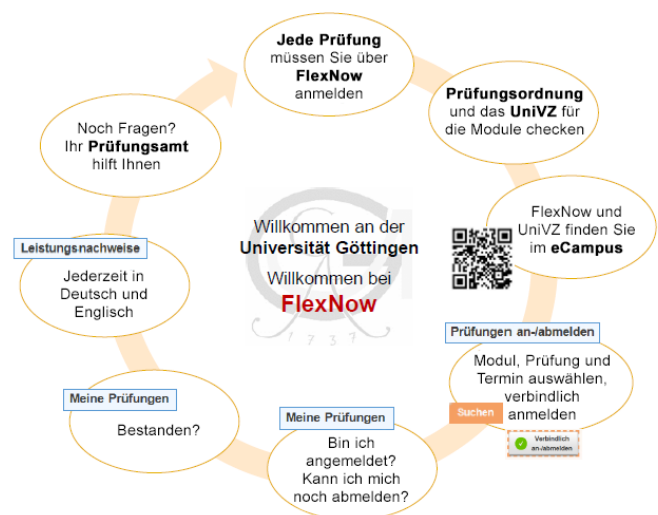 Jede Prüfung
müssen Sie über
FlexNow
anmelden
Prüfungsordnung
und das UniVZ für
die Module checken
FlexNow und
UniVZ finden Sie
im eCampus
Prüfungen an-/abmelden
Modul, Prüfung und
Termin auswählen,
verbindlich
anmelden
Suchen
Verbindlich
an-/abmelden
Meine Prüfungen
Bin ich
angemeldet?
Kann ich mich
noch abmelden?
Meine Prüfungen
Bestanden?
Leistungsnachweise
Jederzeit in
Deutsch und
Englisch
Noch Fragen?
Ihr Prüfungsamt
hilft Ihnen
Willkommen an der
Universität Göttingen
Willkommen bei
FlexNow
1737